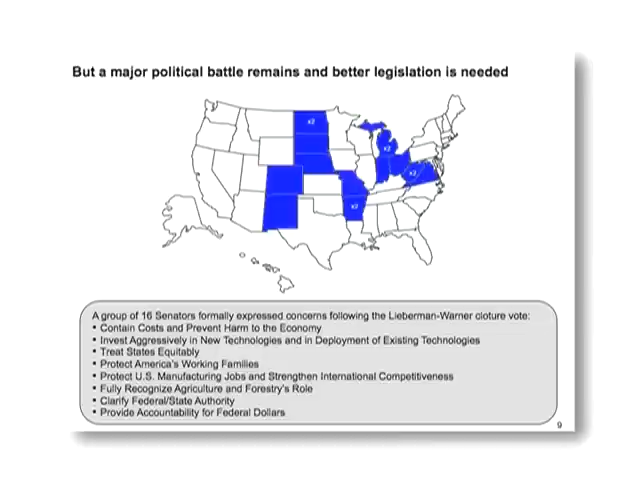 But a major political battle remains and better legislation is needed
x2
x2
x2
x2
A group of 16 Senators formally expressed concerns following the Lieberman-Warner cloture vote:
• Contain Costs and Prevent Harm to the Economy
• Invest Aggressively in New Technologies and in Deployment of Existing Technologies
• Treat States Equitably
• Protect America's Working Families
• Protect U.S. Manufacturing Jobs and Strengthen International Competitiveness
• Fully Recognize Agriculture and Forestry's Role
• Clarify Federal/State Authority
• Provide Accountability for Federal Dollars
9